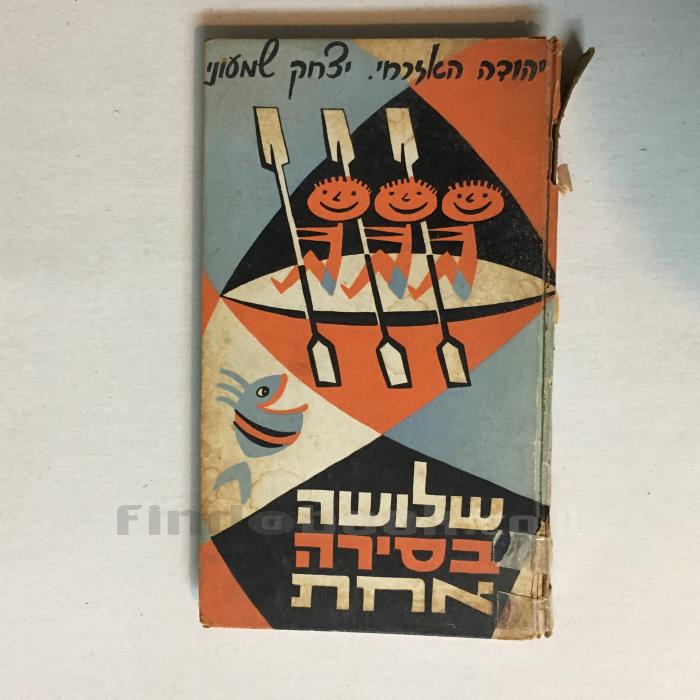 יהודה האזרחי. יצחק שמעוני
שלושה
בסירה
אחת